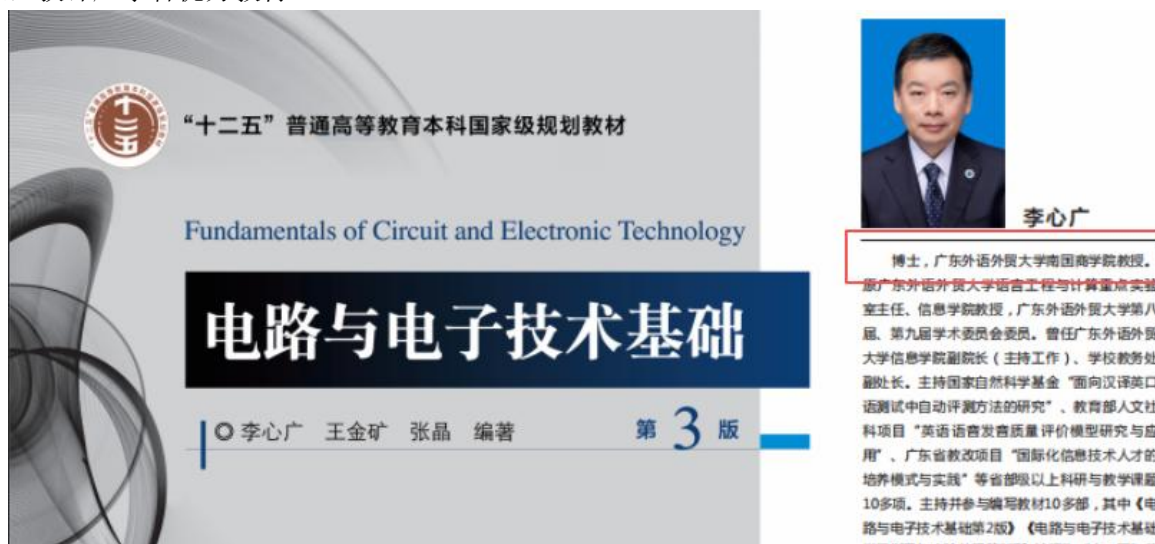 十二五
“十二五”普通高等教育本科国家级规划教材
Fundamentals of Circuit and Electronic Technology
电路与电子技术基础
李心广 王金矿 张晶 编著
第 3 版
李心广
博士，广东外语外贸大学南国商学院教授。
原广东外语外贸大学语音工程与计算重点实验
室主任、信息学院教授，广东外语外贸大学第八
届、第九届学术委员会委员。曾任广东外语外贸
大学信息学院副院长（主持工作）、学校教务处
副处长。主持国家自然科学基金“面向汉译英口
语测试中自动评测方法的研究”、教育部人文社
科项目“英语语音发音质量评价模型研究与应
用”、广东省教改项目“国际化信息技术人才的
培养模式与实践”等省部级以上科研与教学课题
10多项。主持并参与编写教材10多部，其中《电
路与电子技术基础第2版》《电路与电子技术基础